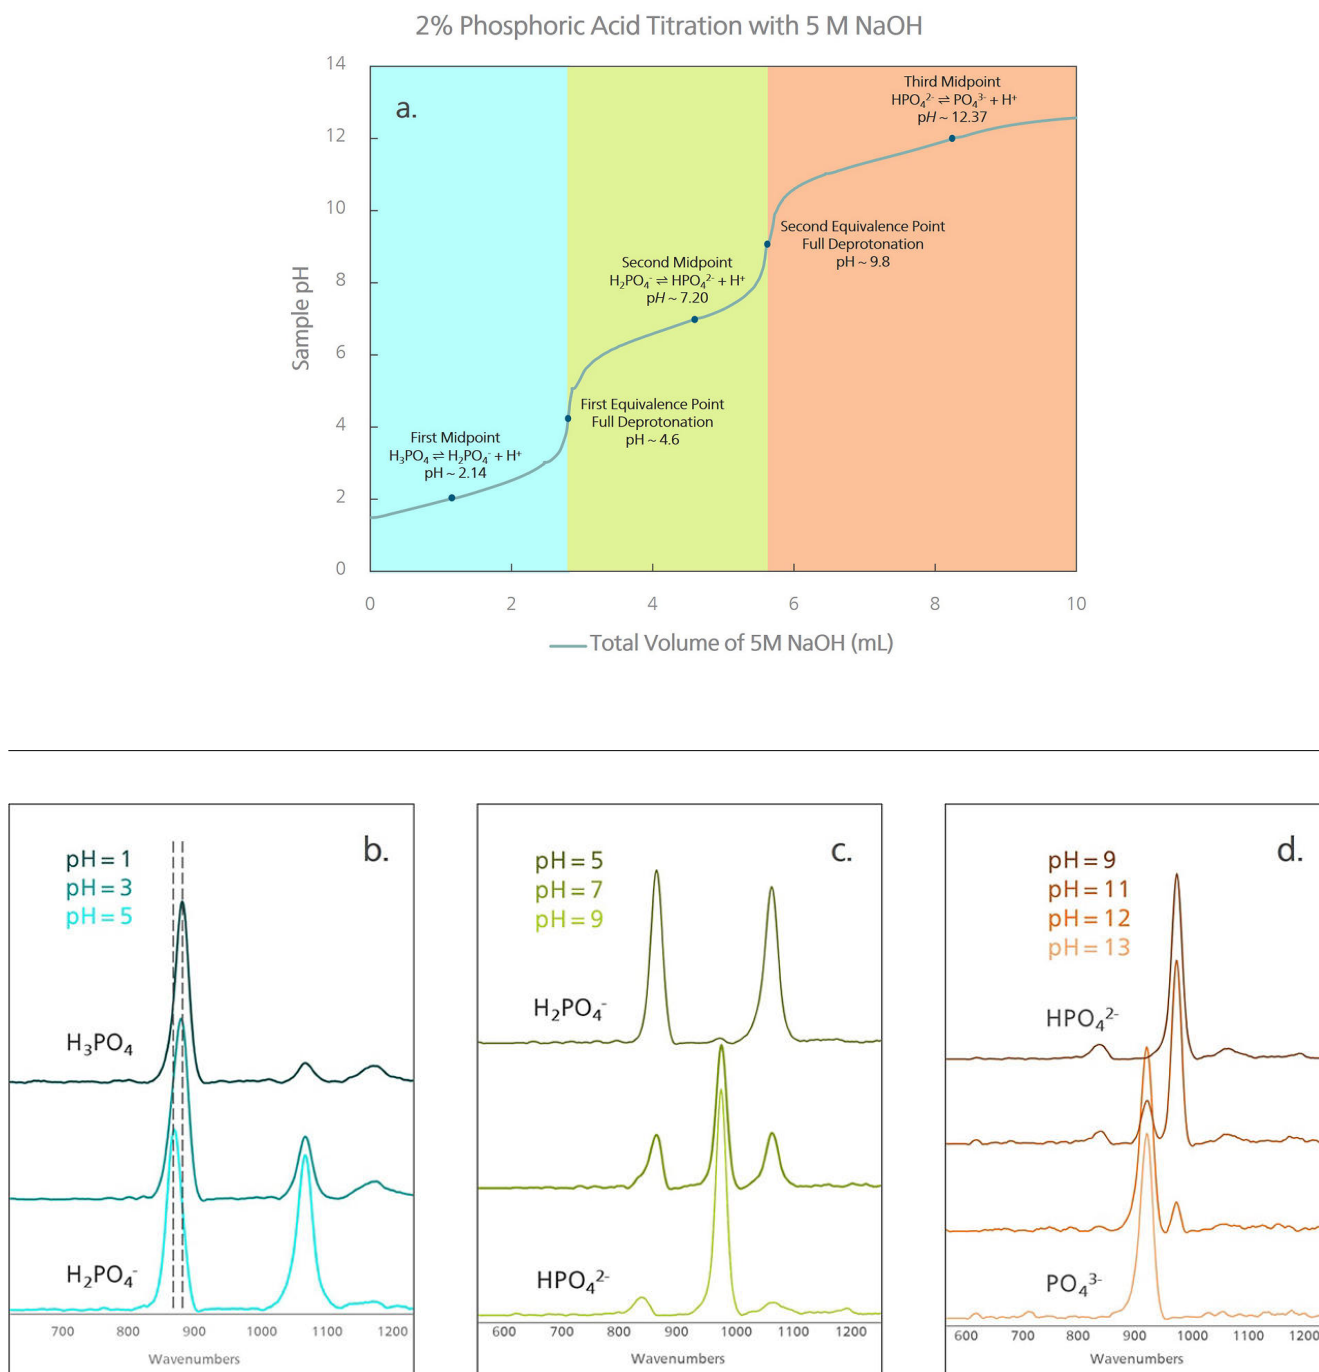 2% Phosphoric Acid Titration with 5 M NaOH
a.
Sample pH
14
12
10
8
6
4
2
0
Third Midpoint
HPO₄²⁻ ⇌ PO₄³⁻ + H⁺
pH ~ 12.37
Second Equivalence Point
Full Deprotonation
pH ~ 9.8
Second Midpoint
H₂PO₄⁻ ⇌ HPO₄²⁻ + H⁺
pH ~ 7.20
First Equivalence Point
Full Deprotonation
pH ~ 4.6
First Midpoint
H₃PO₄ ⇌ H₂PO₄⁻ + H⁺
pH ~ 2.14
0 2 4 6 8 10
Total Volume of 5M NaOH (mL)
b.
pH = 1
pH = 3
pH = 5
H₃PO₄
H₂PO₄⁻
700 800 900 1000 1100 1200
Wavenumbers
c.
pH = 5
pH = 7
pH = 9
H₂PO₄⁻
HPO₄²⁻
600 700 800 900 1000 1100 1200
Wavenumbers
d.
pH = 9
pH = 11
pH = 12
pH = 13
HPO₄²⁻
PO₄³⁻
600 700 800 900 1000 1100 1200
Wavenumbers